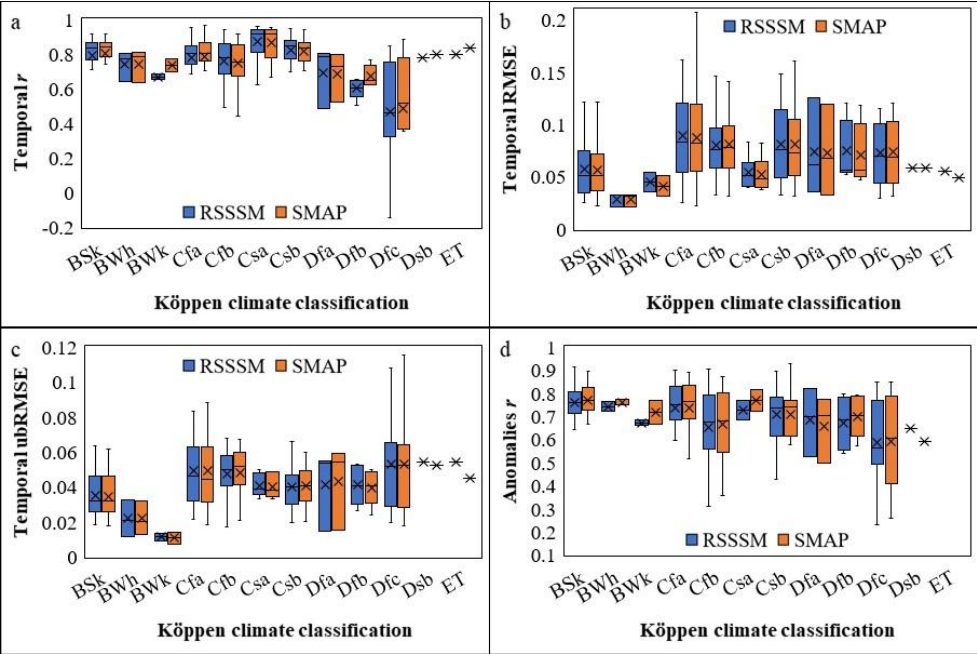 a
1
0.8
0.6
0.4
0.2
0
-0.2
Temporal r
RSSSM SMAP
BSk BWh BWk Cfa Cfb Csa Csb Dfa Dfb Dfc Dsb ET
Köppen climate classification
b
0.2
0.15
0.1
0.05
0
Temporal RMSE
RSSSM SMAP
BSk BWh BWk Cfa Cfb Csa Csb Dfa Dfb Dfc Dsb ET
Köppen climate classification
c
0.12
0.1
0.08
0.06
0.04
0.02
0
Temporal ubRMSE
RSSSM SMAP
BSk BWh BWk Cfa Cfb Csa Csb Dfa Dfb Dfc Dsb ET
Köppen climate classification
d
1
0.9
0.8
0.7
0.6
0.5
0.4
0.3
0.2
0.1
Anomalies r
RSSSM SMAP
BSk BWh BWk Cfa Cfb Csa Csb Dfa Dfb Dfc Dsb ET
Köppen climate classification